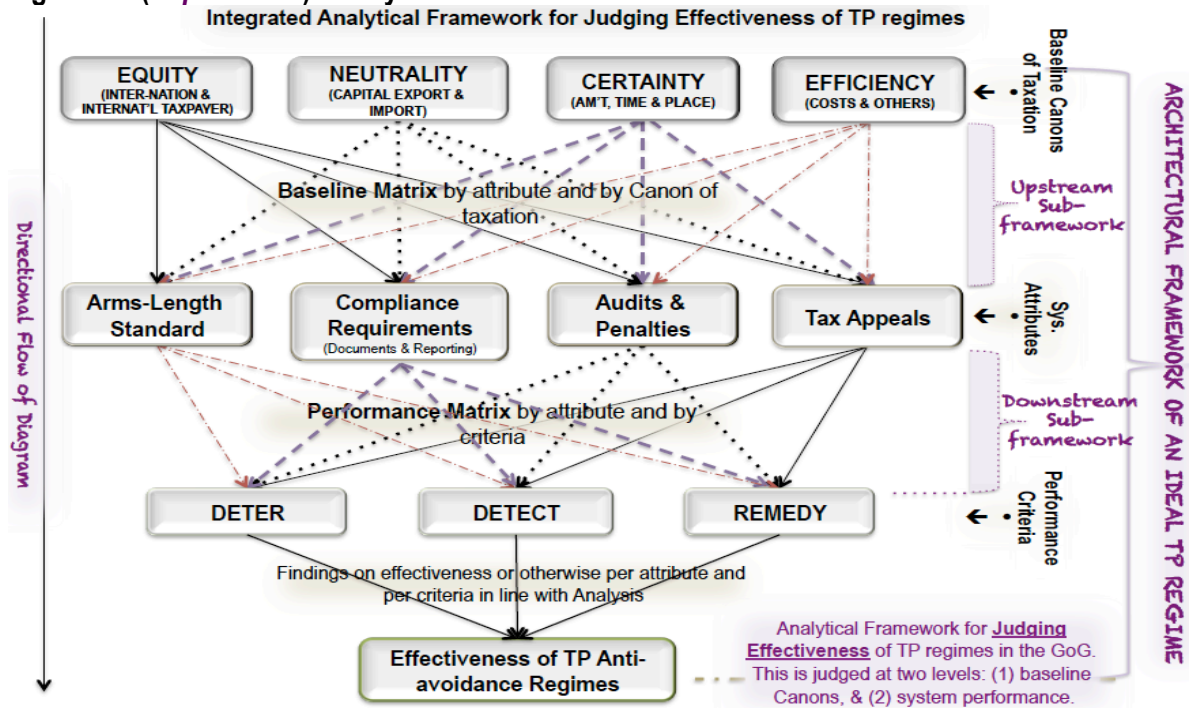 Integrated Analytical Framework for Judging Effectiveness of TP regimes
EQUITY
(INTER-NATION &
INTERNAT'L TAXPAYER)
NEUTRALITY
(CAPITAL EXPORT &
IMPORT)
CERTAINTY
(AM'T, TIME & PLACE)
EFFICIENCY
(COSTS & OTHERS)
Baseline Canons
of Taxation
Baseline Matrix by attribute and by Canon of
taxation
Upstream
Sub-
framework
Directional Flow of Diagram
ARCHITECTURAL FRAMEWORK OF AN IDEAL TP REGIME
Arms-Length
Standard
Compliance
Requirements
(Documents & Reporting)
Audits &
Penalties
Tax Appeals
Sys.
Attributes
Performance Matrix by attribute and by
criteria
Downstream
Sub-
framework
DETER
DETECT
REMEDY
Performance
Criteria
Findings on effectiveness or otherwise per attribute and
per criteria in line with Analysis
Effectiveness of TP Anti-
avoidance Regimes
Analytical Framework for Judging
Effectiveness of TP regimes in the GoG.
This is judged at two levels: (1) baseline
Canons, & (2) system performance.